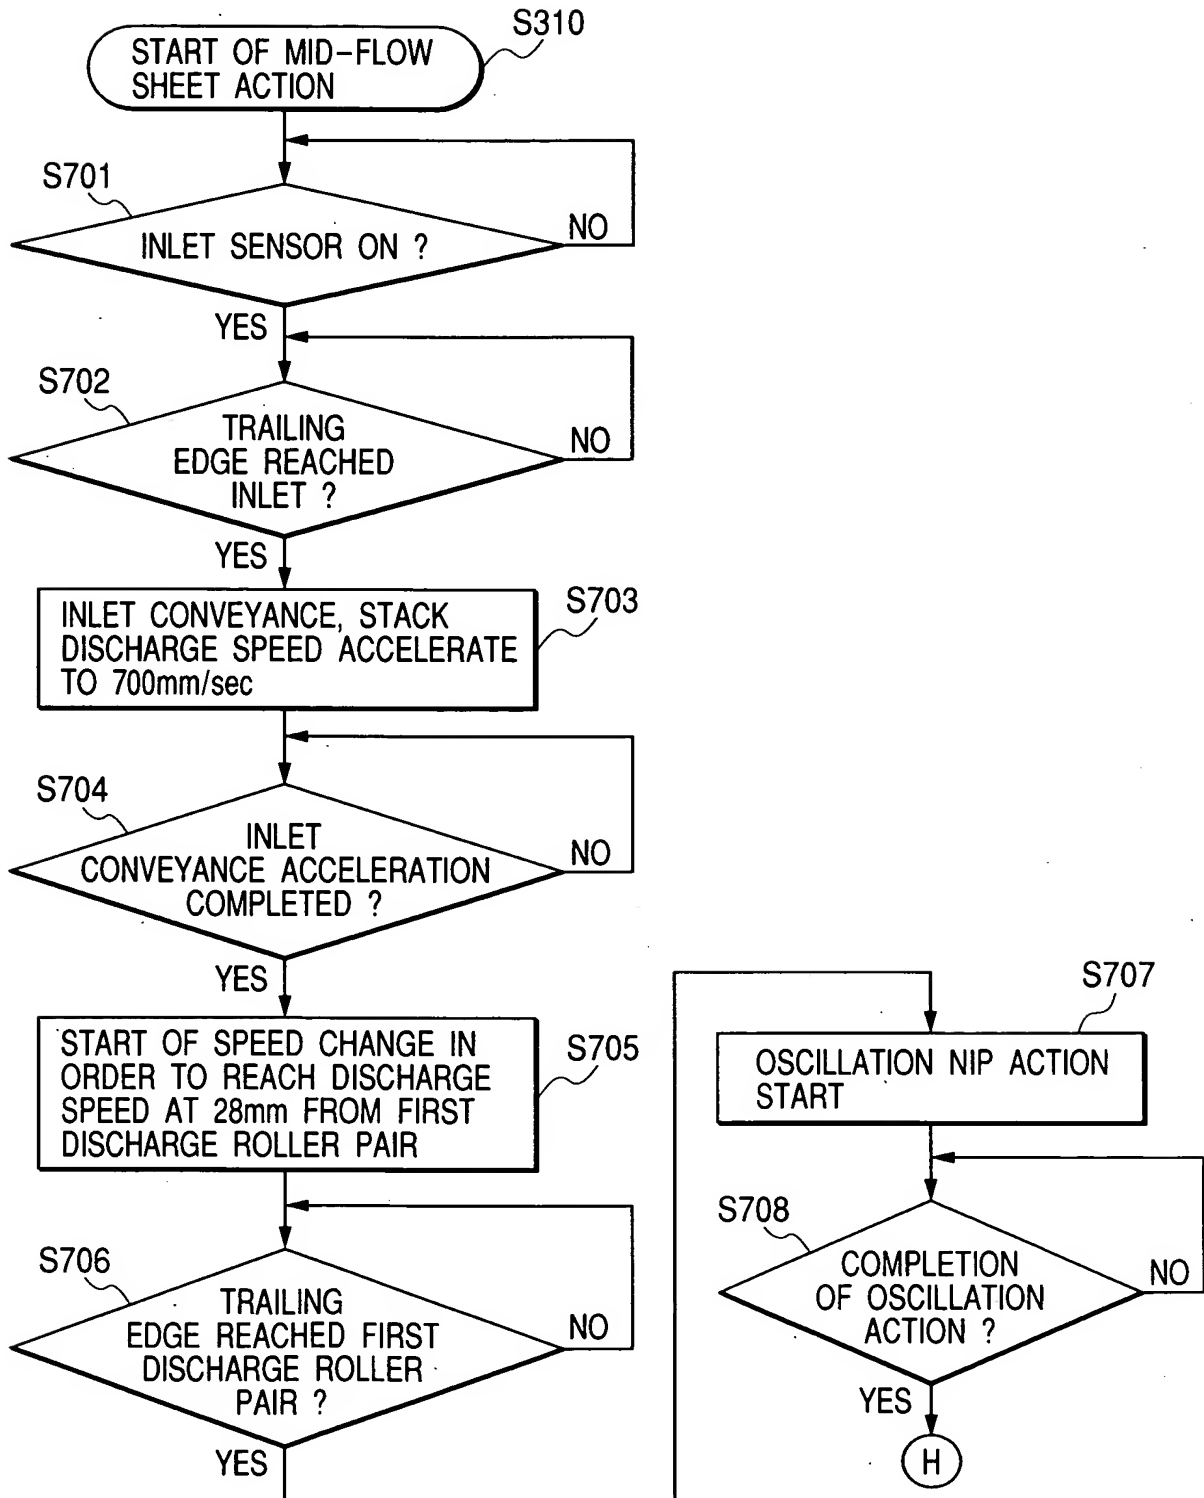 S310
START OF MID-FLOW
SHEET ACTION
S701
INLET SENSOR ON ?
NO
YES
S702
TRAILING
EDGE REACHED
INLET ?
NO
YES
S703
INLET CONVEYANCE, STACK
DISCHARGE SPEED ACCELERATE
TO 700mm/sec
S704
INLET
CONVEYANCE ACCELERATION
COMPLETED ?
NO
YES
S705
START OF SPEED CHANGE IN
ORDER TO REACH DISCHARGE
SPEED AT 28mm FROM FIRST
DISCHARGE ROLLER PAIR
S706
TRAILING
EDGE REACHED FIRST
DISCHARGE ROLLER
PAIR ?
NO
YES
S707
OSCILLATION NIP ACTION
START
S708
COMPLETION
OF OSCILLATION
ACTION ?
NO
YES
H